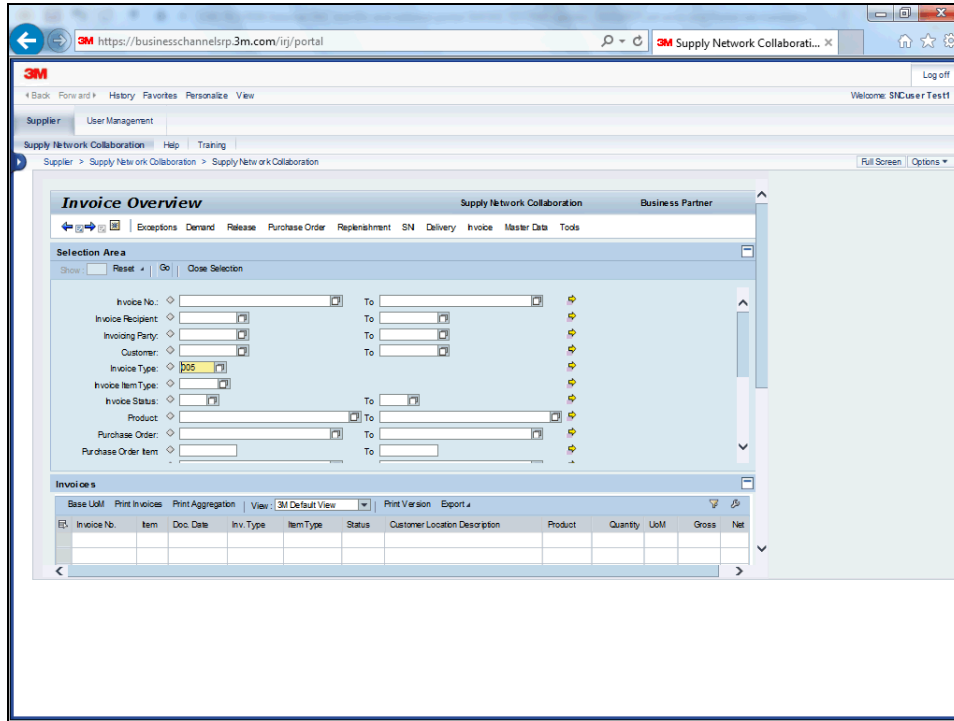 3M https://businesschannelsrp.3m.com/irj/portal
3M Supply Network Collaborati... ×
3M
Log off
Back Forward History Favorites Personalize View
Welcome: SNCuser Test1
Supplier User Management
Supply Network Collaboration Help Training
Supplier > Supply Network Collaboration > Supply Network Collaboration
Full Screen Options
Invoice Overview Supply Network Collaboration Business Partner
Exceptions Demand Release Purchase Order Replenishment SN Delivery Invoice Master Data Tools
Selection Area
Show: Reset Go Close Selection
Invoice No.: To
Invoice Recipient: To
Invoicing Party: To
Customer: To
Invoice Type: 005
Invoice Item Type:
Invoice Status: To
Product: To
Purchase Order: To
Purchase Order Item: To
Invoices
Base UoM Print Invoices Print Aggregation View: 3M Default View Print Version Export
Invoice No. Item Doc. Date Inv. Type Item Type Status Customer Location Description Product Quantity UoM Gross Net